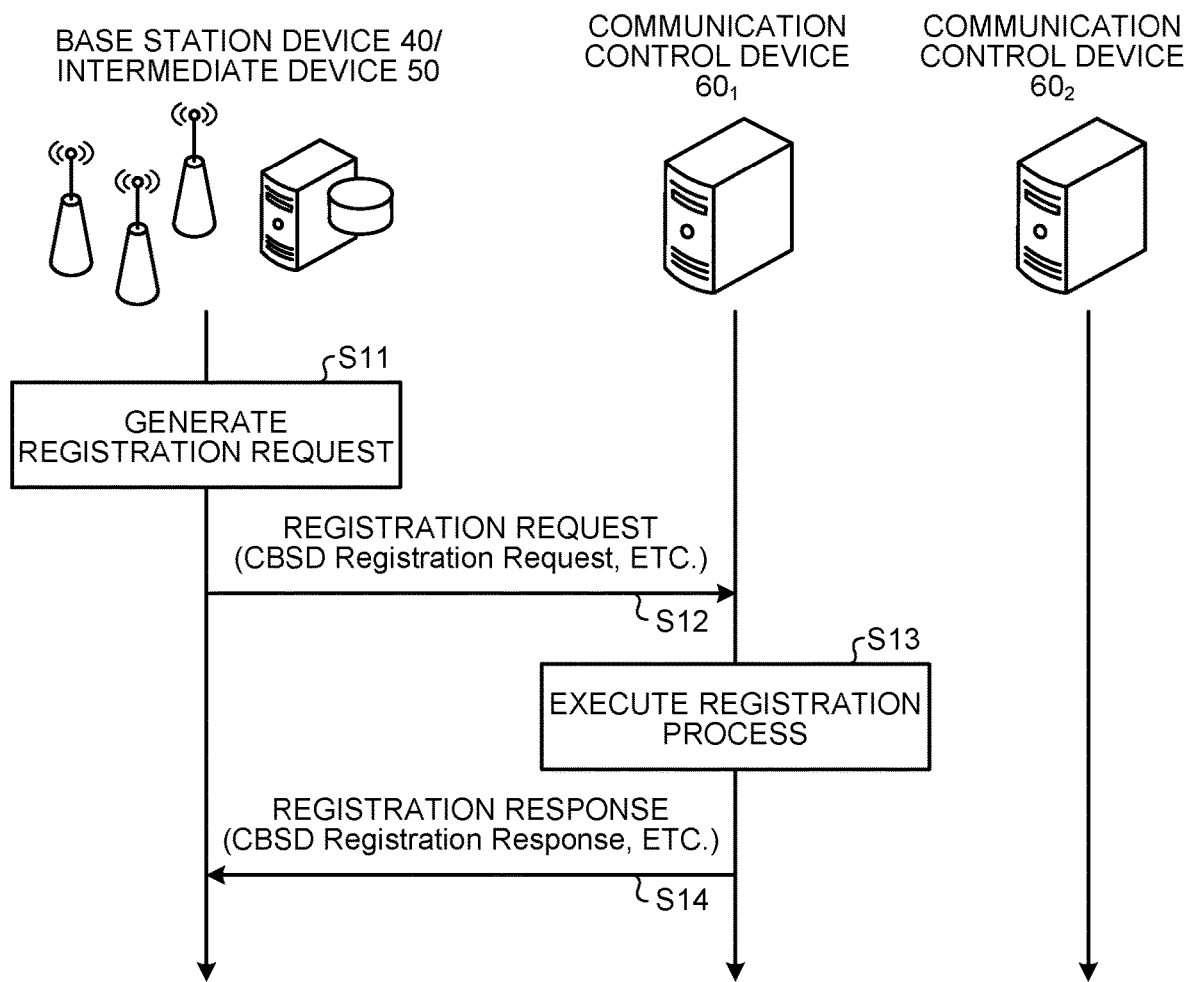 BASE STATION DEVICE 40/
INTERMEDIATE DEVICE 50
COMMUNICATION
CONTROL DEVICE
60₁
COMMUNICATION
CONTROL DEVICE
60₂
S11
GENERATE
REGISTRATION REQUEST
REGISTRATION REQUEST
(CBSD Registration Request, ETC.)
S12
S13
EXECUTE REGISTRATION
PROCESS
REGISTRATION RESPONSE
(CBSD Registration Response, ETC.)
S14